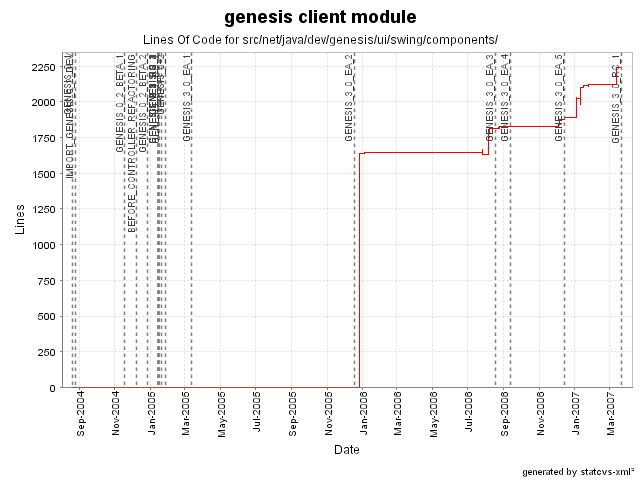 genesis client module
Lines Of Code for src/net/java/dev/genesis/ui/swing/components/
Lines
2250
2000
1750
1500
1250
1000
750
500
250
0
GENESIS_0_2_BETA_1
BEFORE_CONTROLLER_REFACTORING
GENESIS_3_0_EA_1
GENESIS_3_0_EA_2
GENESIS_3_0_EA_3
GENESIS_3_0_EA_4
GENESIS_3_0_EA_5
GENESIS_3_0_RC_1
Sep-2004
Nov-2004
Jan-2005
Mar-2005
May-2005
Jul-2005
Sep-2005
Nov-2005
Jan-2006
Mar-2006
May-2006
Jul-2006
Sep-2006
Nov-2006
Jan-2007
Mar-2007
Date
generated by statcvs-xml²